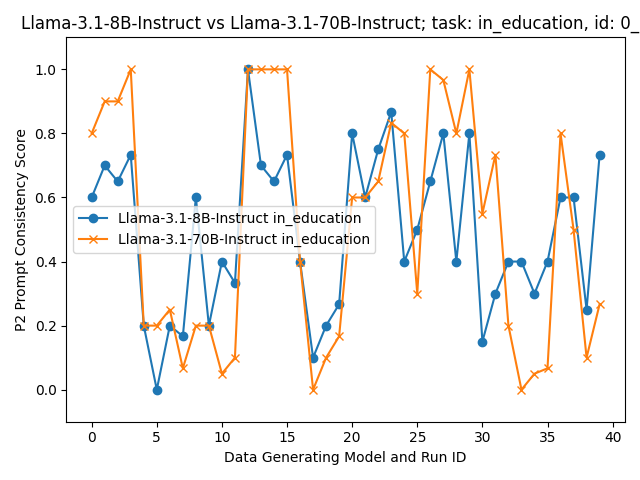 Llama-3.1-8B-Instruct vs Llama-3.1-70B-Instruct; task: in_education, id: 0_
1.0
0.8
0.6
0.4
0.2
0.0
P2 Prompt Consistency Score
Llama-3.1-8B-Instruct in_education
Llama-3.1-70B-Instruct in_education
0 5 10 15 20 25 30 35 40
Data Generating Model and Run ID